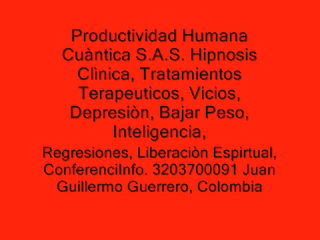 Productividad Humana
Cuàntica S.A.S. Hipnosis
Clìnica, Tratamientos
Terapeuticos, Vicios,
Depresiòn, Bajar Peso,
Inteligencia,
Regresiones, Liberaciòn Espirtual,
ConferenciInfo. 3203700091 Juan
Guillermo Guerrero, Colombia